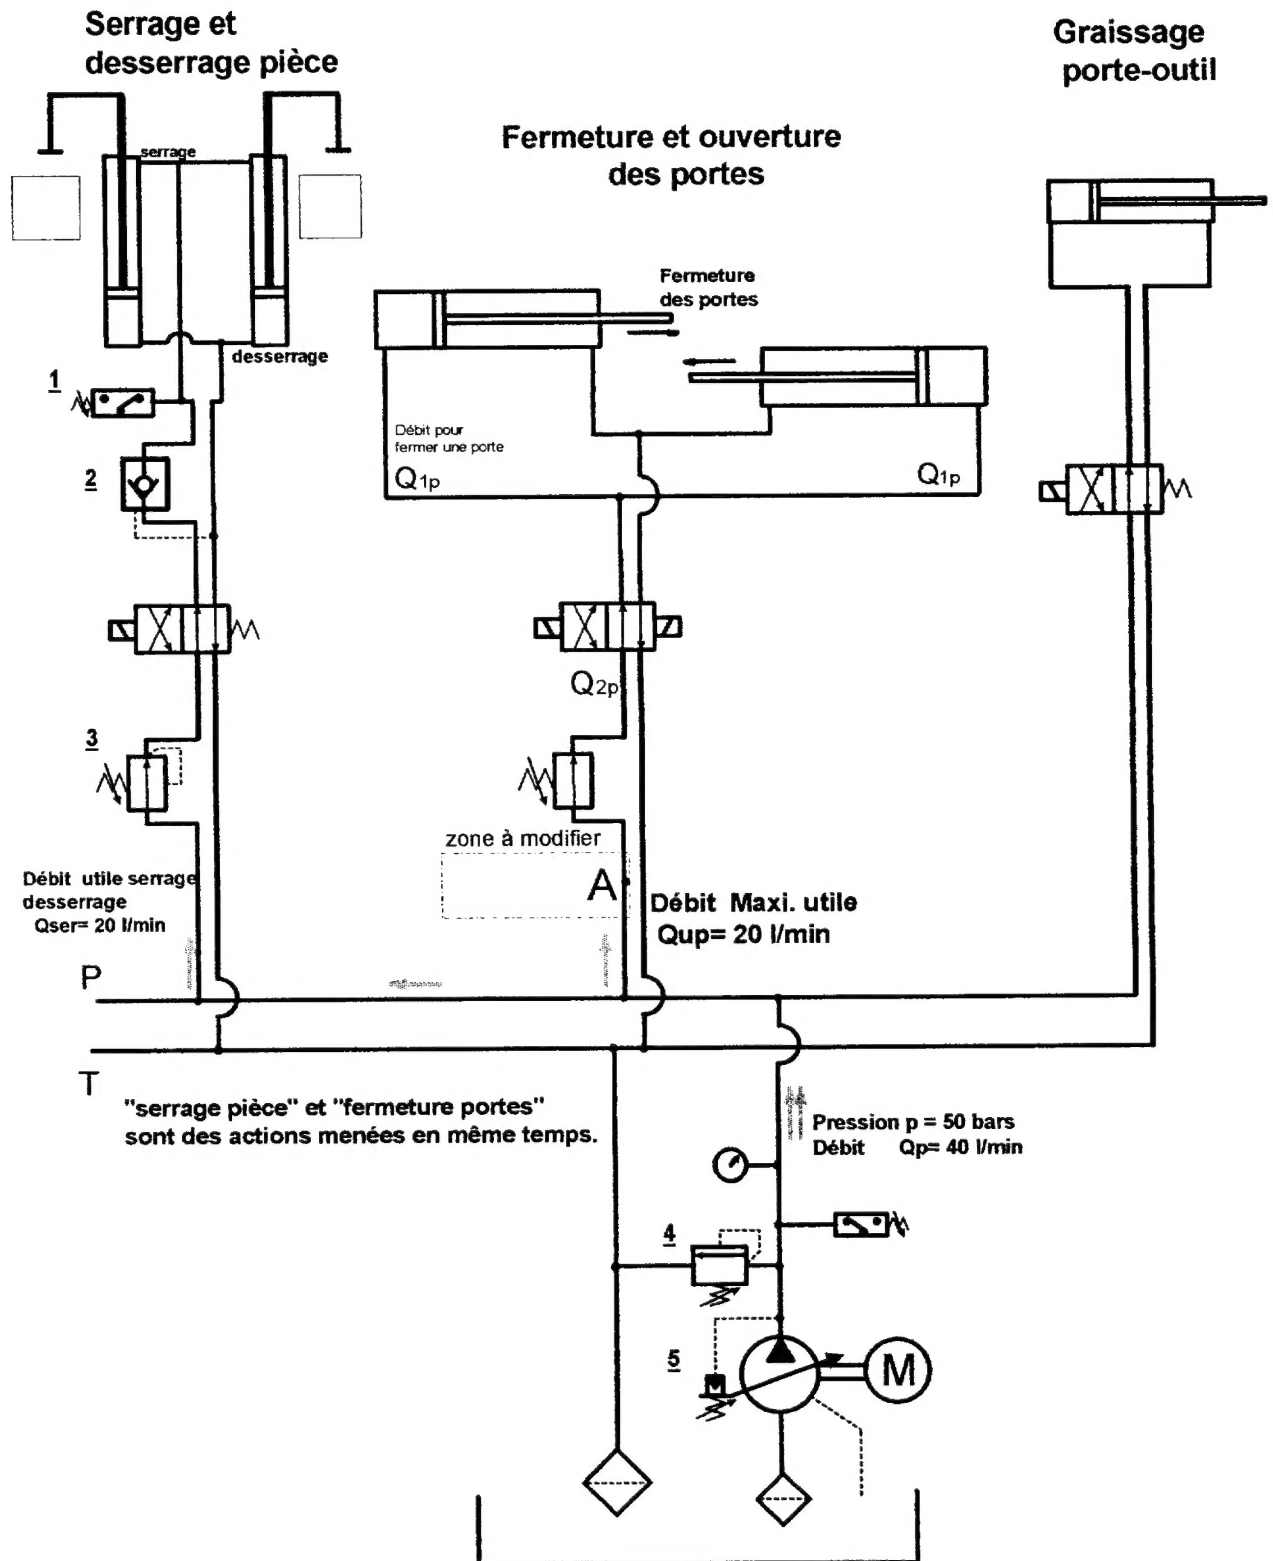 Serrage et
desserrage pièce
Graissage
porte-outil
Fermeture et ouverture
des portes
serrage
Fermeture
des portes
desserrage
1
Débit pour
fermer une porte
2
Q1p
Q1p
Q2p
3
zone à modifier
A
Débit utile serrage
desserrage
Qser= 20 l/min
Débit Maxi. utile
Qup= 20 l/min
P
T
"serrage pièce" et "fermeture portes"
sont des actions menées en même temps.
Pression p = 50 bars
Débit Qp= 40 l/min
4
5
M